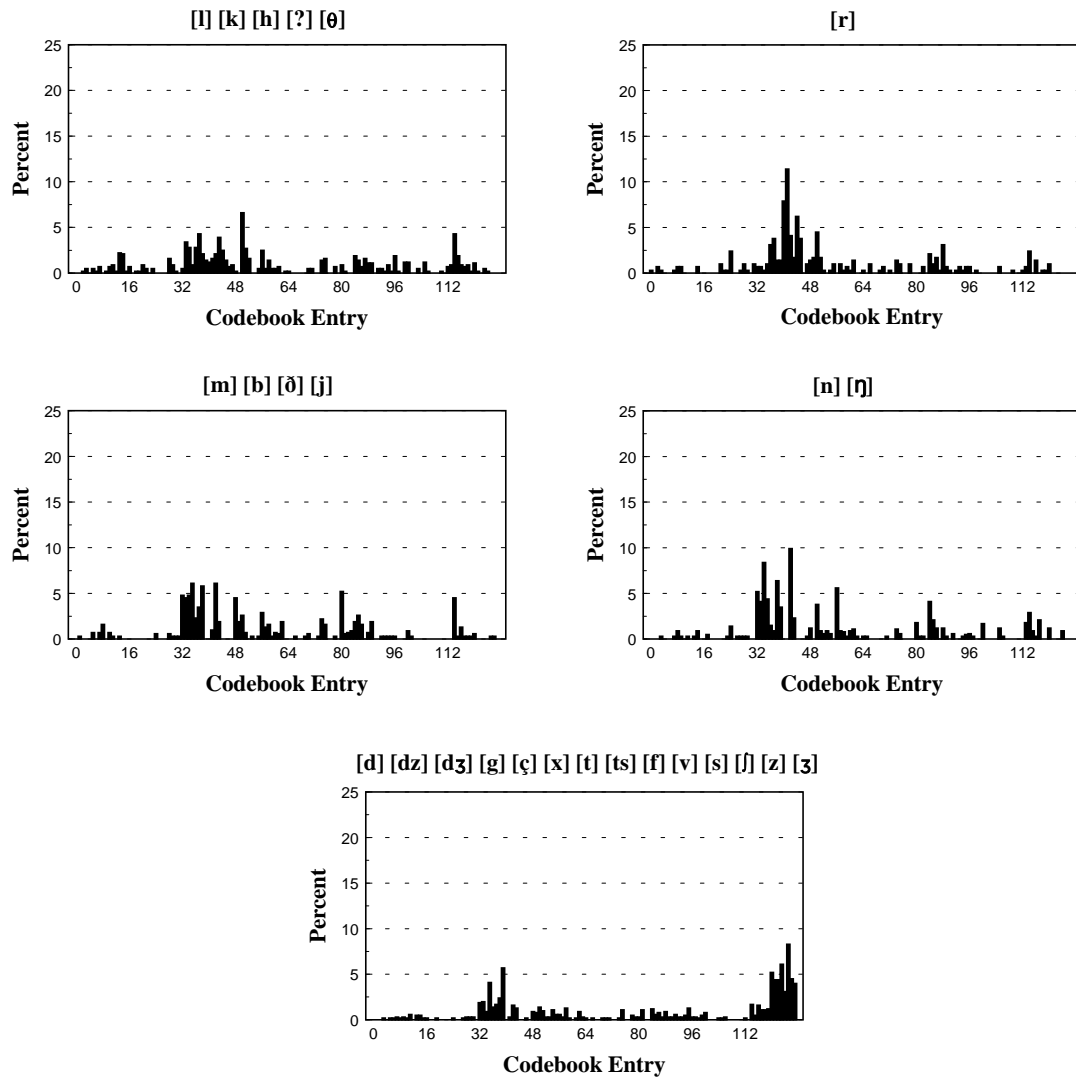 [l] [k] [h] [?] [θ]
25
20
15
10
5
0
Percent
0 16 32 48 64 80 96 112
Codebook Entry
[r]
25
20
15
10
5
0
Percent
0 16 32 48 64 80 96 112
Codebook Entry
[m] [b] [ð] [j]
25
20
15
10
5
0
Percent
0 16 32 48 64 80 96 112
Codebook Entry
[n] [ŋ]
25
20
15
10
5
0
Percent
0 16 32 48 64 80 96 112
Codebook Entry
[d] [dz] [dʒ] [g] [ç] [x] [t] [ts] [f] [v] [s] [ʃ] [z] [ʒ]
25
20
15
10
5
0
Percent
0 16 32 48 64 80 96 112
Codebook Entry